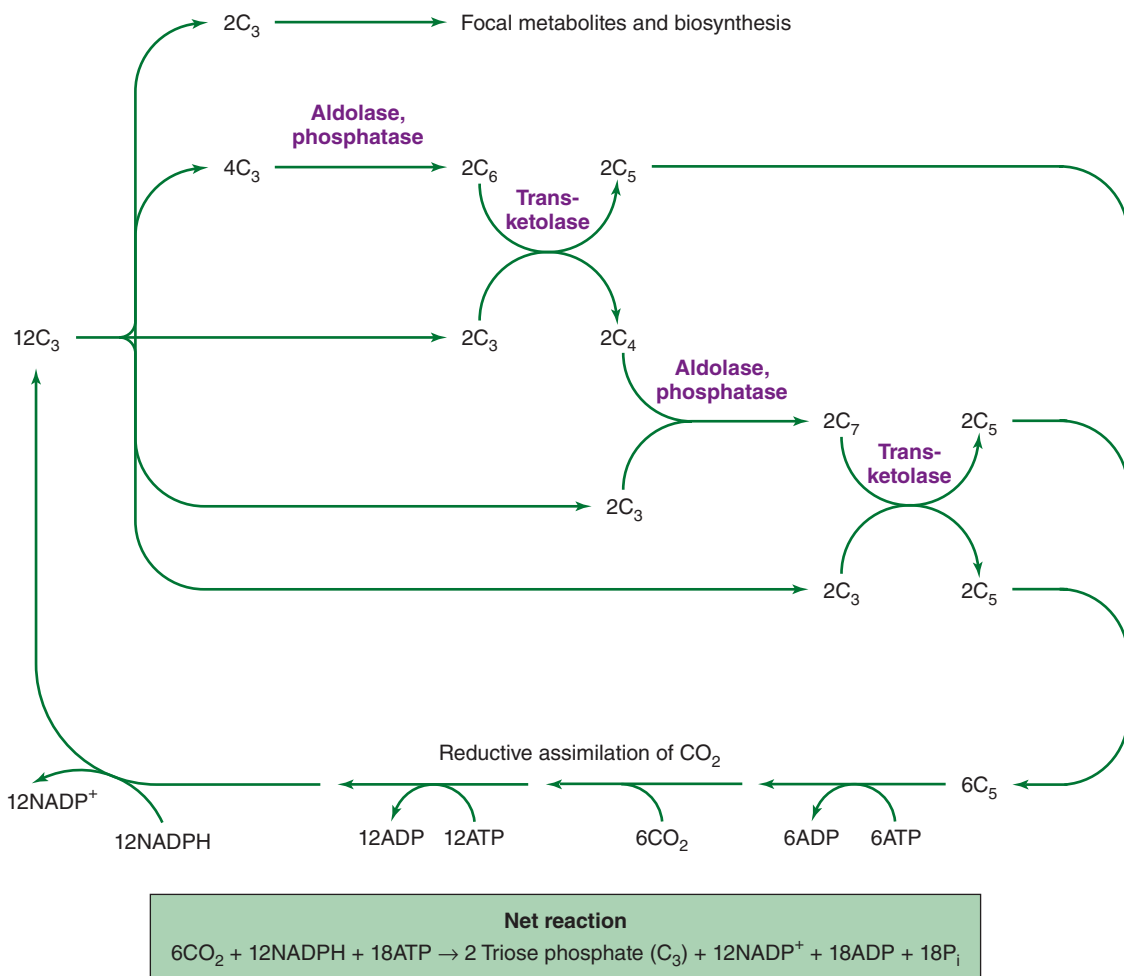 2C₃ Focal metabolites and biosynthesis
Aldolase,
phosphatase
4C₃ 2C₆ 2C₅
Trans-
ketolase
12C₃ 2C₃ 2C₄
Aldolase,
phosphatase
2C₇ 2C₅
Trans-
ketolase
2C₃
2C₃ 2C₅
Reductive assimilation of CO₂
12NADP⁺ 6C₅
12NADPH 12ADP 12ATP 6CO₂ 6ADP 6ATP
Net reaction
6CO₂ + 12NADPH + 18ATP → 2 Triose phosphate (C₃) + 12NADP⁺ + 18ADP + 18Pᵢ